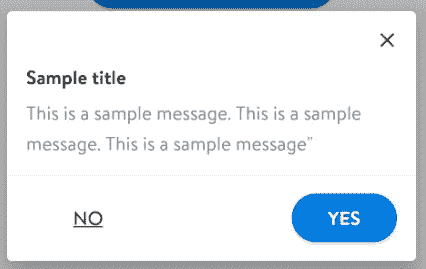 Sample title
This is a sample message. This is a sample
message. This is a sample message"
NO
YES